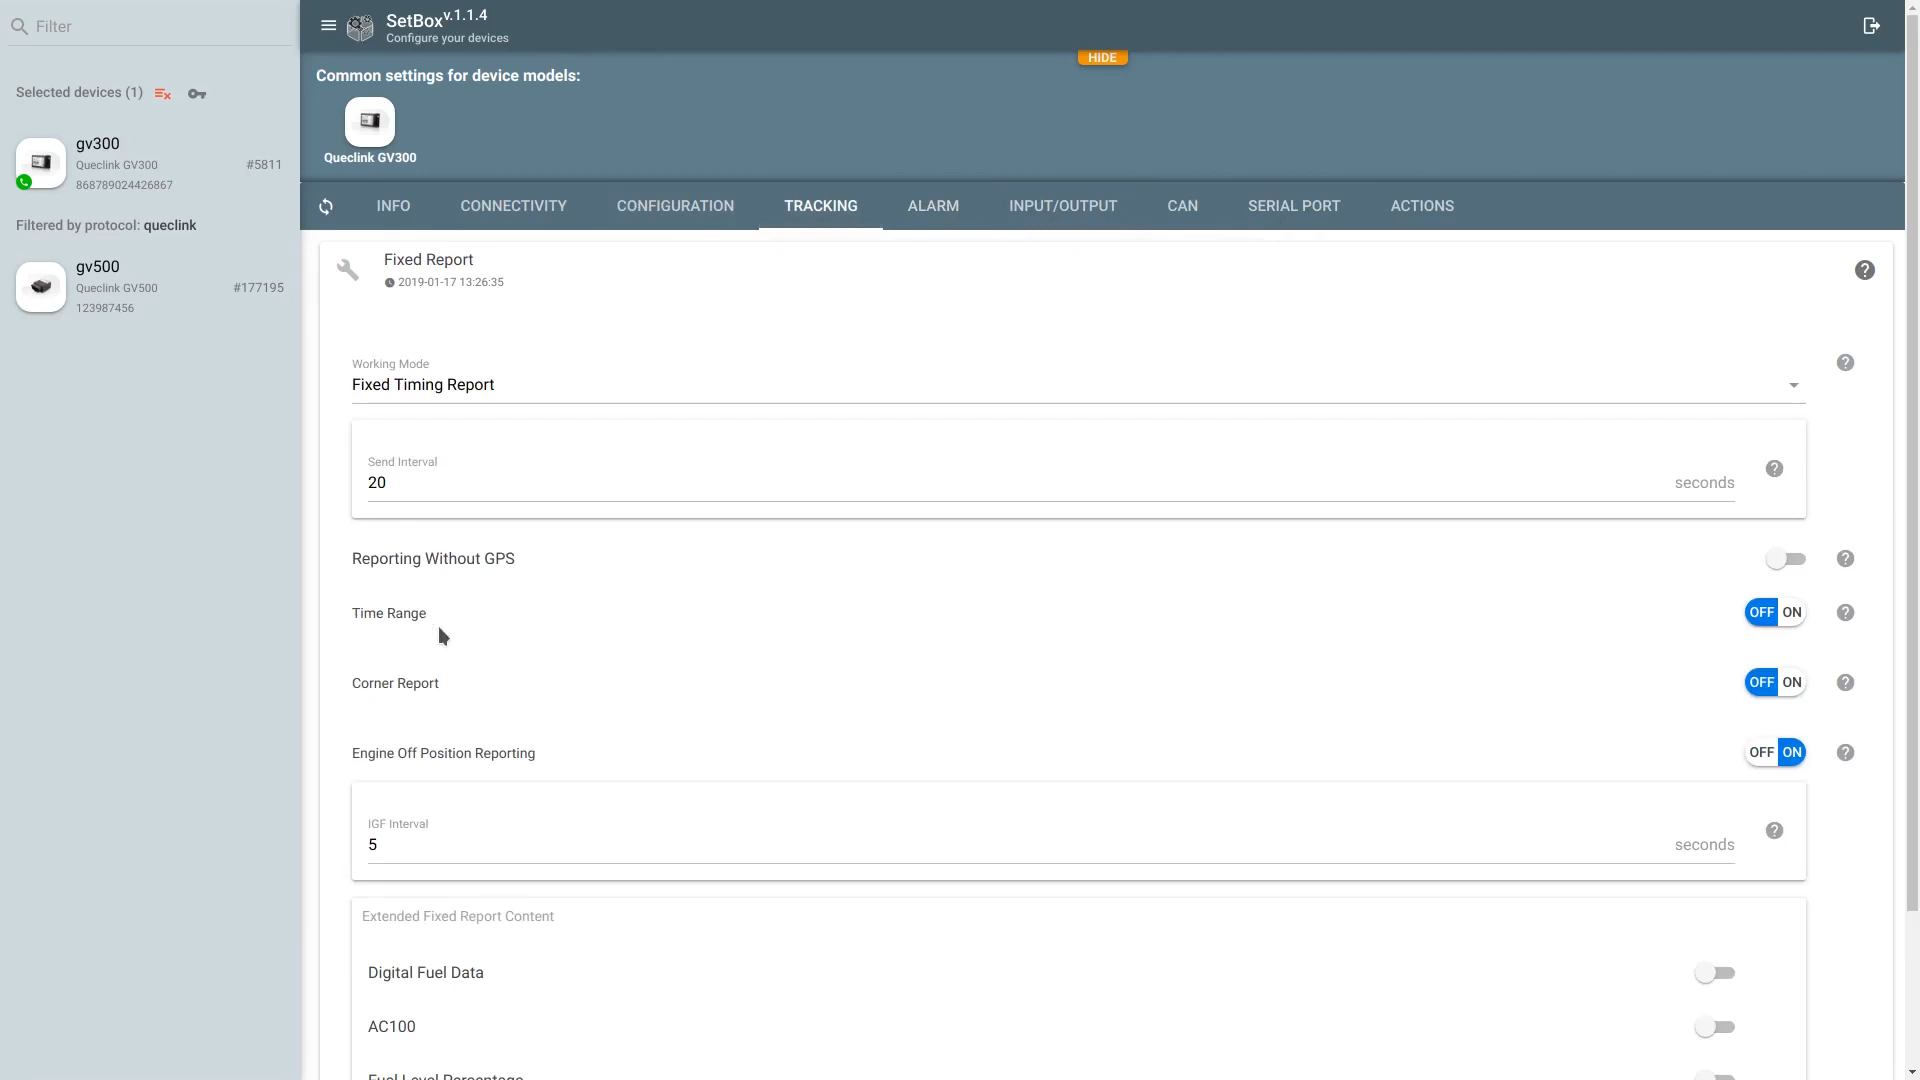 Filter
Selected devices (1)
gv300
Queclink GV300
#5811
868789024426867
Filtered by protocol: queclink
gv500
Queclink GV500
#177195
123987456
SetBox v.1.1.4
Configure your devices
HIDE
Common settings for device models:
Queclink GV300
INFO CONNECTIVITY CONFIGURATION TRACKING ALARM INPUT/OUTPUT CAN SERIAL PORT ACTIONS
Fixed Report
2019-01-17 13:26:35
Working Mode
Fixed Timing Report
Send Interval
20 seconds
Reporting Without GPS
Time Range OFF ON
Corner Report OFF ON
Engine Off Position Reporting OFF ON
IGF Interval
5 seconds
Extended Fixed Report Content
Digital Fuel Data
AC100
Fuel Level Percentage